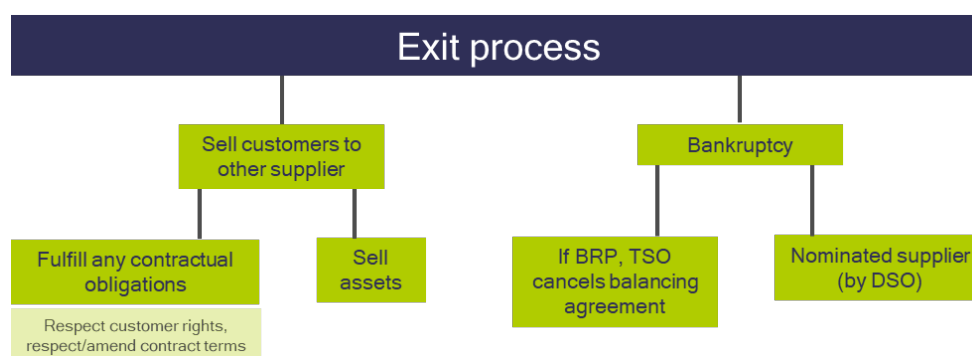 Exit process
Sell customers to
other supplier
Bankruptcy
Fulfill any contractual
obligations
Sell
assets
If BRP, TSO
cancels balancing
agreement
Nominated supplier
(by DSO)
Respect customer rights,
respect/amend contract terms